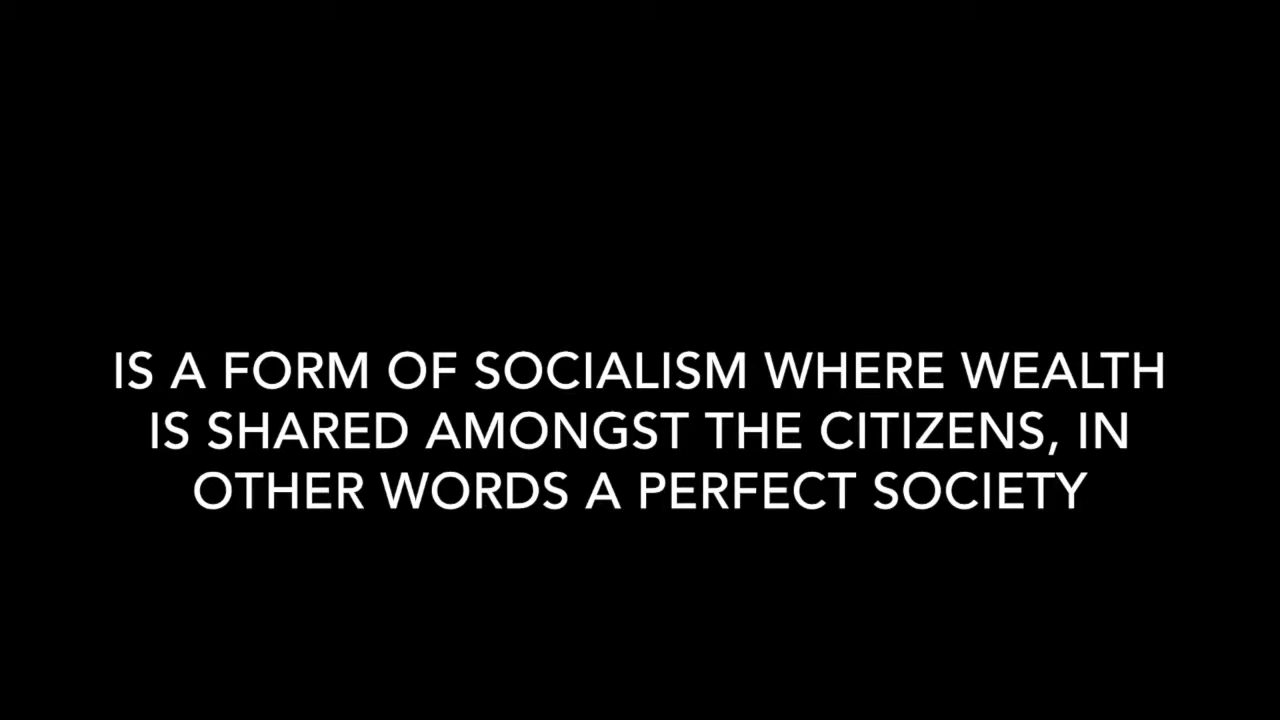 IS A FORM OF SOCIALISM WHERE WEALTH
IS SHARED AMONGST THE CITIZENS, IN
OTHER WORDS A PERFECT SOCIETY